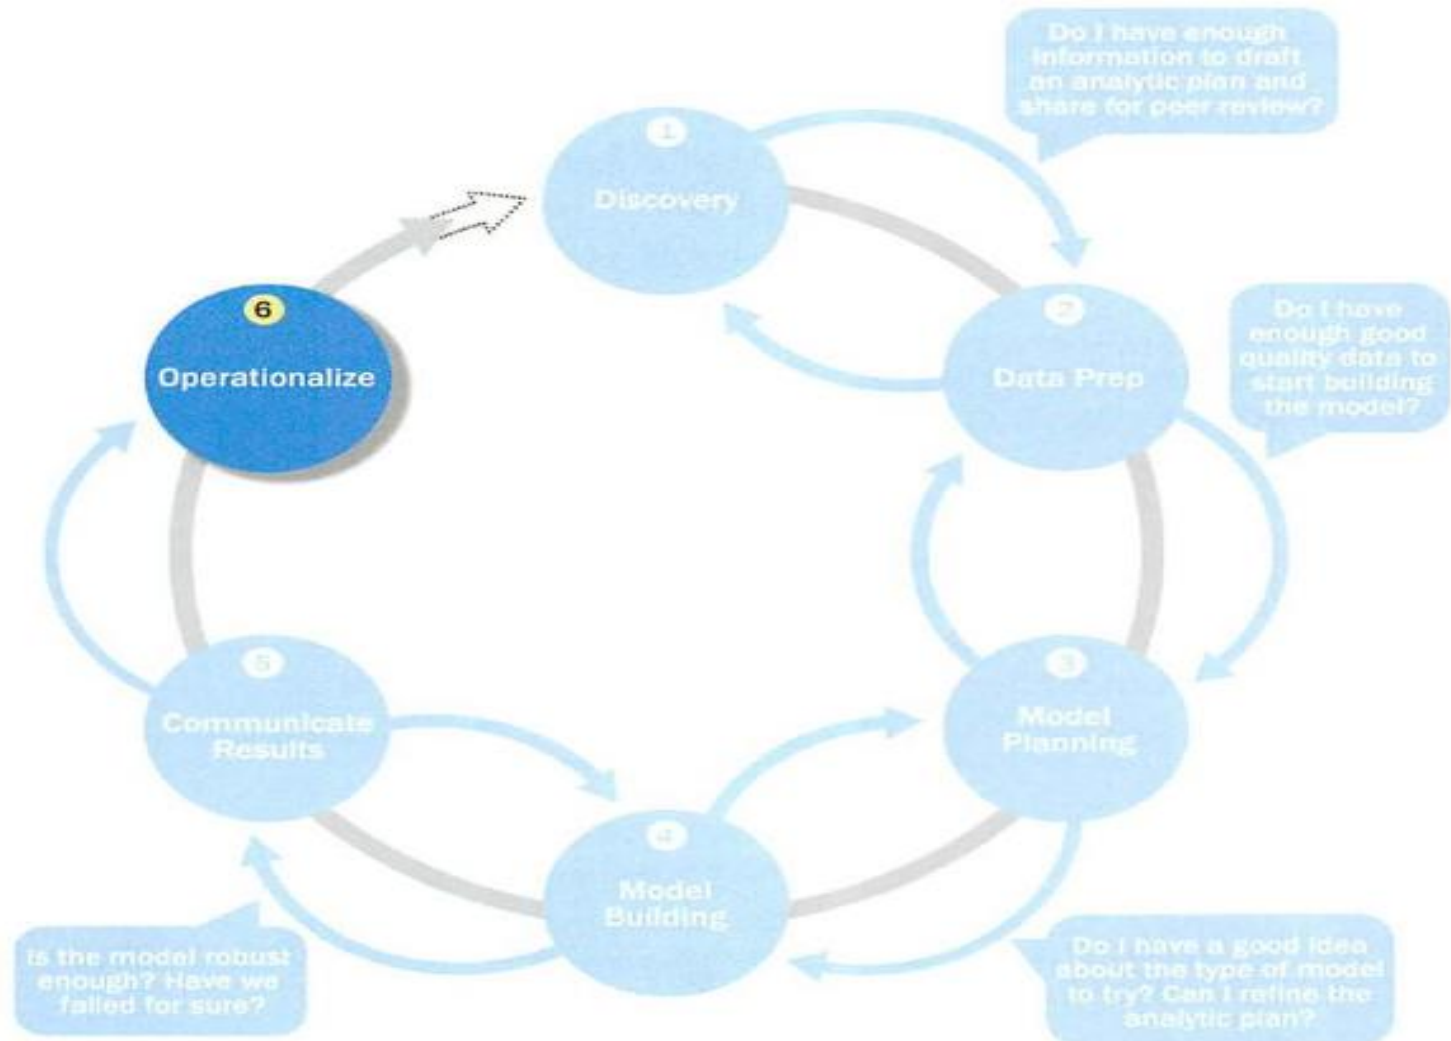 Do I have enough
information to draft
an analytic plan and
share for peer review?
1
Discovery
6
Operationalize
2
Data Prep
Do I have
enough good
quality data to
start building
the model?
5
Communicate
Results
3
Model
Planning
4
Model
Building
Is the model robust
enough? Have we
failed for sure?
Do I have a good idea
about the type of model
to try? Can I refine the
analytic plan?